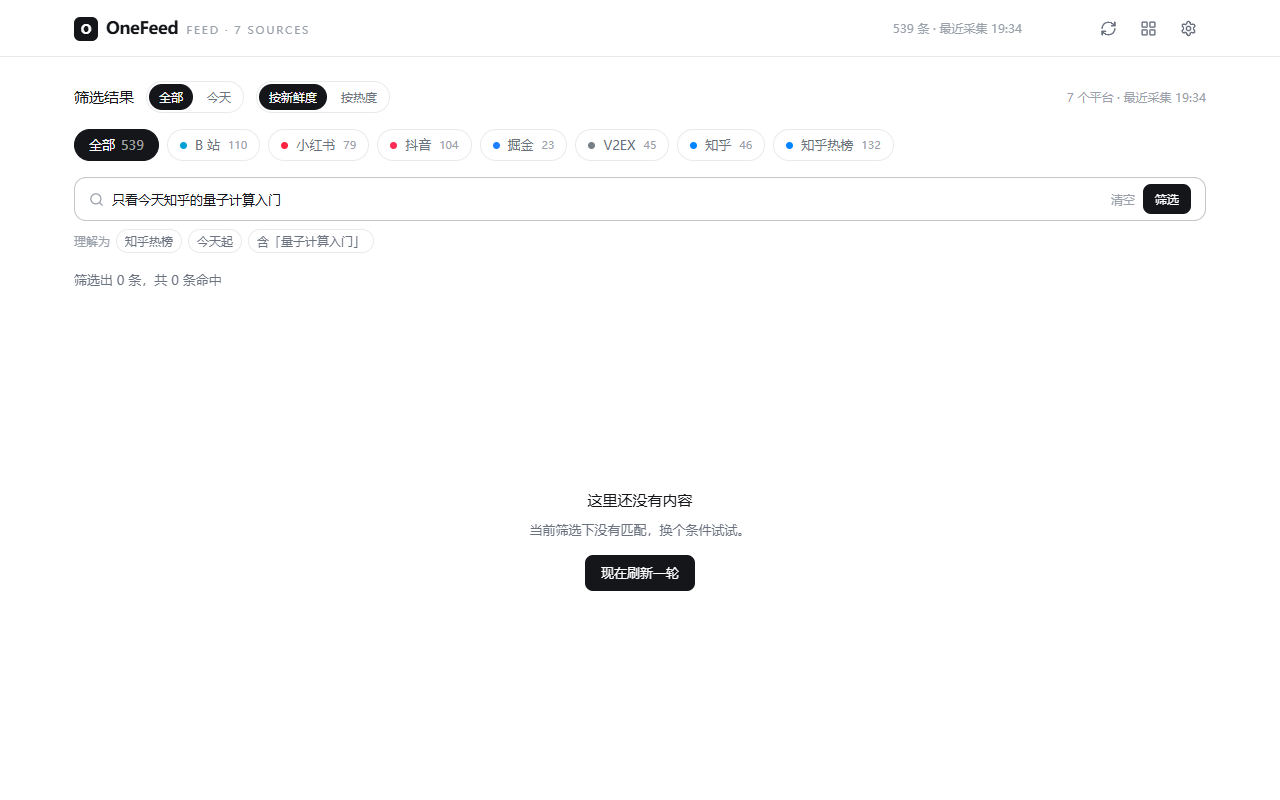 O OneFeed FEED · 7 SOURCES 539 条 · 最近采集 19:34
筛选结果 全部 今天 按新鲜度 按热度 7 个平台 · 最近采集 19:34
全部 539 B 站 110 小红书 79 抖音 104 掘金 23 V2EX 45 知乎 46 知乎热榜 132
只看今天知乎的量子计算入门 清空 筛选
理解为 知乎热榜 今天起 含「量子计算入门」
筛选出 0 条，共 0 条命中
这里还没有内容
当前筛选下没有匹配，换个条件试试。
现在刷新一轮